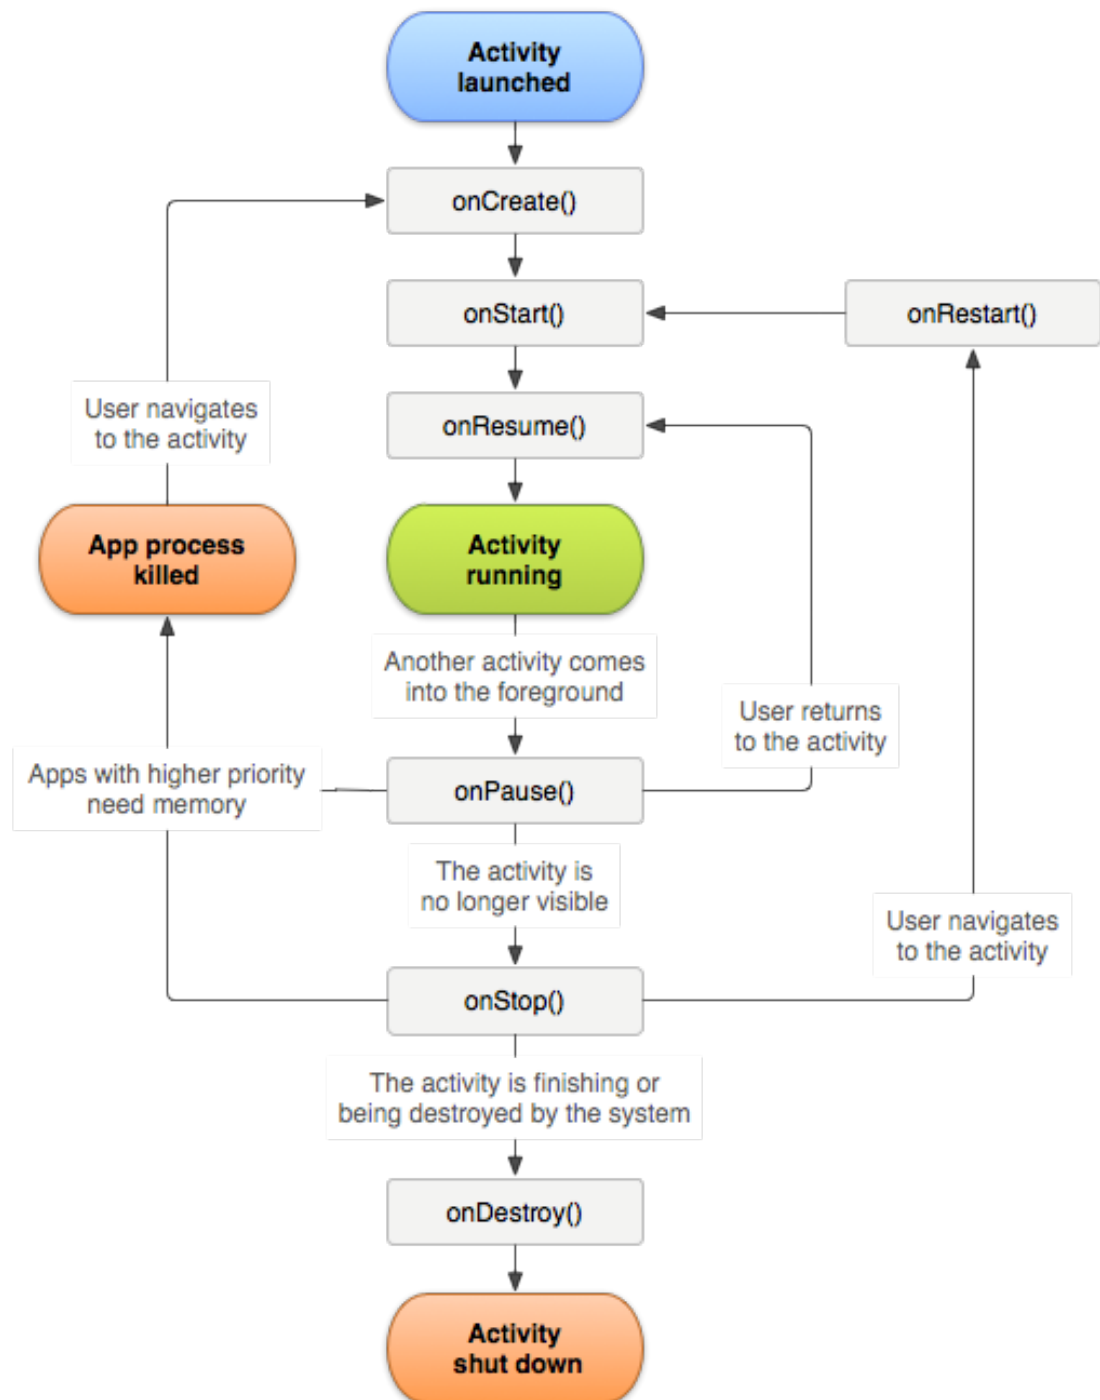 Activity
launched
onCreate()
onStart()
onRestart()
User navigates
to the activity
onResume()
App process
killed
Activity
running
Another activity comes
into the foreground
User returns
to the activity
Apps with higher priority
need memory
onPause()
The activity is
no longer visible
User navigates
to the activity
onStop()
The activity is finishing or
being destroyed by the system
onDestroy()
Activity
shut down